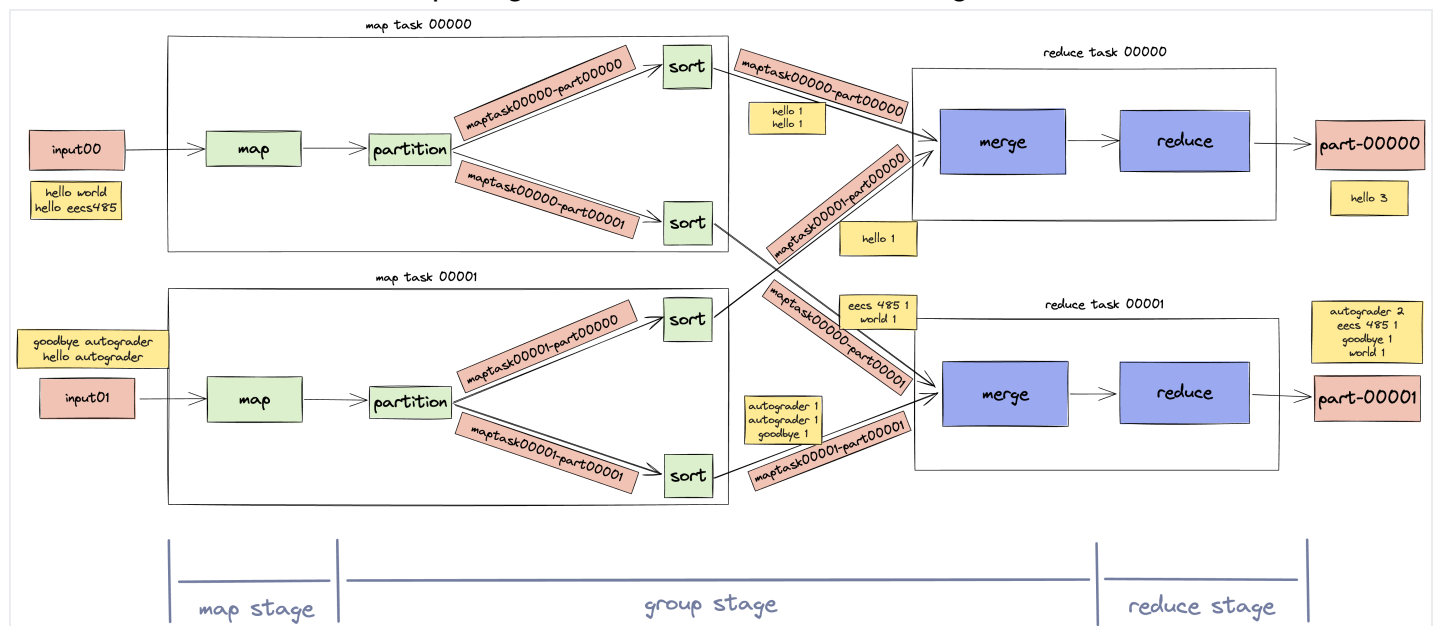 map task 00000
input00
hello world
hello eecs485
map
partition
maptask00000-part00000
maptask00000-part00001
sort
sort
map task 00001
goodbye autograder
hello autograder
input01
map
partition
maptask00001-part00000
maptask00001-part00001
sort
sort
maptask00000-part00000
hello 1
hello 1
maptask00001-part00000
hello 1
maptask00000-part00001
eecs 485 1
world 1
autograder 1
autograder 1
goodbye 1
maptask00001-part00001
reduce task 00000
merge
reduce
part-00000
hello 3
reduce task 00001
merge
reduce
autograder 2
eecs 485 1
goodbye 1
world 1
part-00001
map stage
group stage
reduce stage